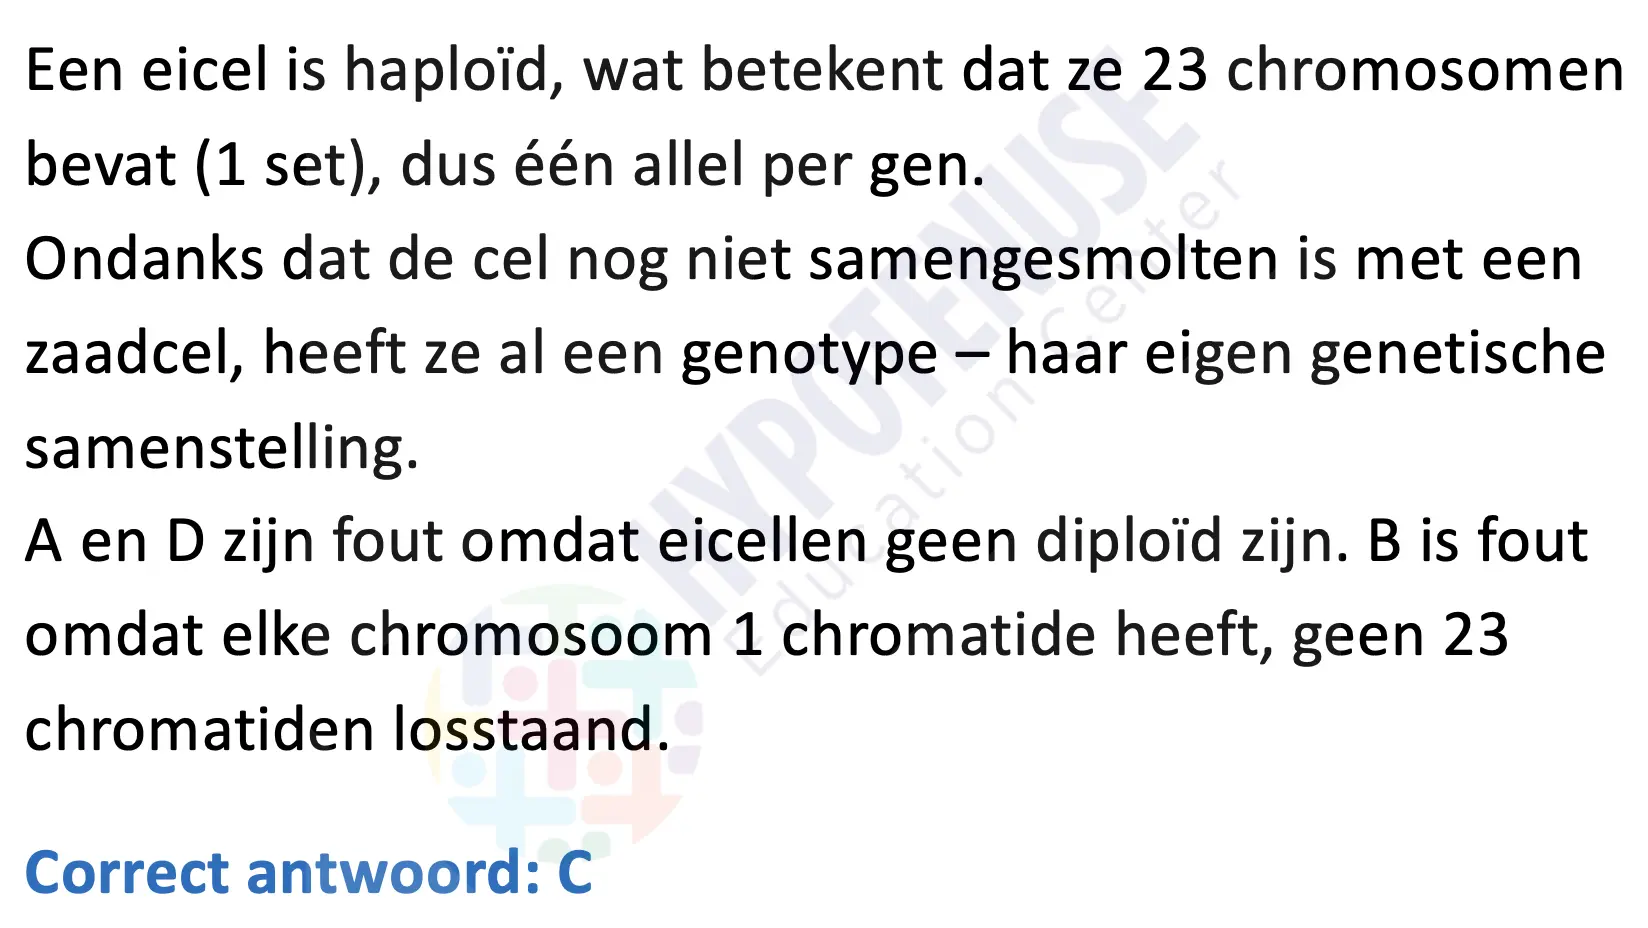 Een eicel is haploïd, wat betekent dat ze 23 chromosomen
bevat (1 set), dus één allel per gen.
Ondanks dat de cel nog niet samengesmolten is met een
zaadcel, heeft ze al een genotype – haar eigen genetische
samenstelling.
A en D zijn fout omdat eicellen geen diploïd zijn. B is fout
omdat elke chromosoom 1 chromatide heeft, geen 23
chromatiden losstaand.
Correct antwoord: C
HYPOTENUSE
Education Center